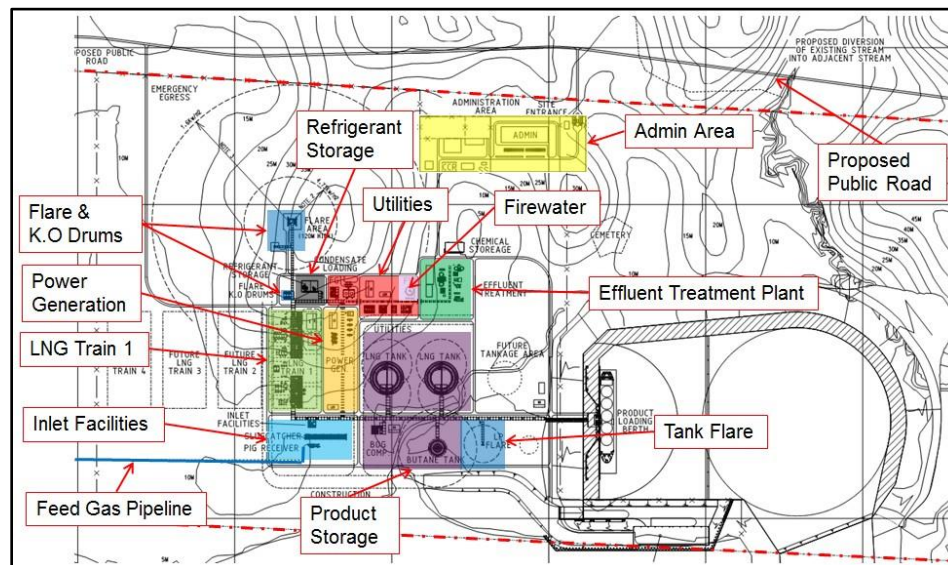 POSED PUBLIC
ROAD
EMERGENCY
EGRESS
PROPOSED DIVERSION
OF EXISTING STREAM
INTO ADJACENT STREAM
ADMINISTRATION
AREA
SITE
ENTRANCE
ADMIN
CCR
Refrigerant
Storage
Admin Area
Proposed
Public Road
Utilities
Firewater
Flare &
K.O Drums
FLARE
AREA
CHEMICAL
STOREAGE
CEMETERY
CONDENSATE
LOADING
REFRIGERANT
STORAGE
FLARE
K.O DRUMS
EFFLUENT
TREATMENT
Effluent Treatment Plant
Power
Generation
LNG Train 1
UTILITIES
LNG TANK
LNG TANK
FUTURE
TANKAGE AREA
TRAIN 4
FUTURE
LNG
TRAIN 3
FUTURE
LNG
TRAIN 2
LNG
TRAIN 1
POWER
GEN.
Inlet Facilities
INLET
FACILITIES
SLUGCATCHER
PIG RECEIVER
BOG
COMP.
BUTANE TANK
LP
FLARE
PRODUCT
LOADING
BERTH
Tank Flare
Feed Gas Pipeline
CONSTRUCTION
Product
Storage